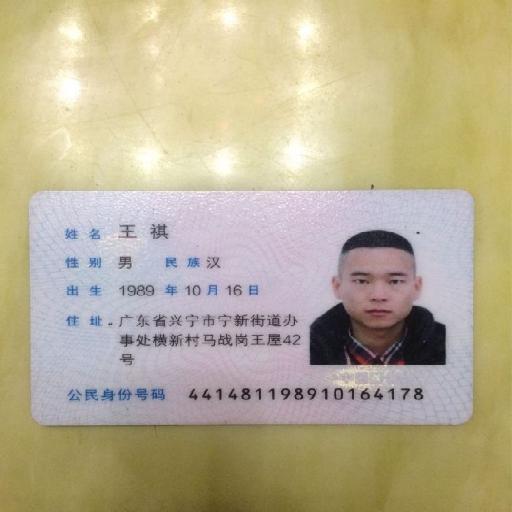 姓名 王祺
性别 男 民族 汉
出生 1989 年 10 月 16 日
住址 广东省兴宁市宁新街道办
事处横新村马战岗王屋42
号
公民身份号码 441481198910164178